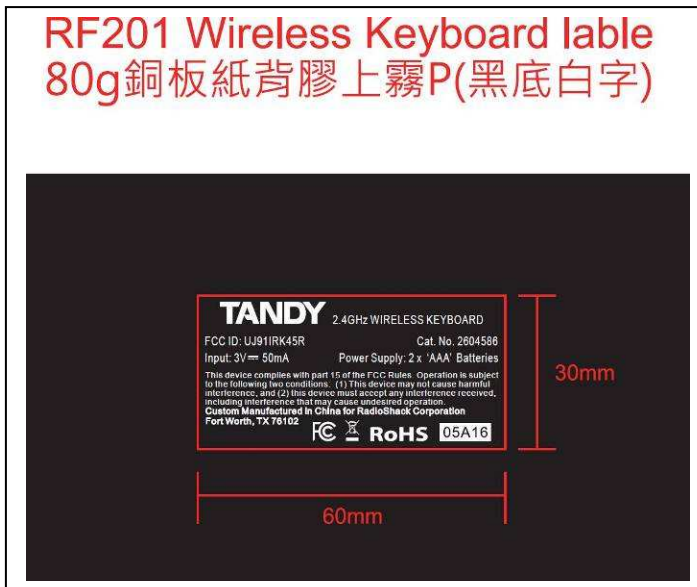 RF201 Wireless Keyboard lable
80g銅板紙背膠上霧P(黑底白字)
TANDY 2.4GHz WIRELESS KEYBOARD
FCC ID: UJ91IRK45R Cat. No. 2604586
Input: 3V⎓ 50mA Power Supply: 2 x 'AAA' Batteries
This device complies with part 15 of the FCC Rules. Operation is subject
to the following two conditions: (1) This device may not cause harmful
interference, and (2) this device must accept any interference received,
including interference that may cause undesired operation.
Custom Manufactured in China for RadioShack Corporation
Fort Worth, TX 76102
FC RoHS 05A16
30mm
60mm